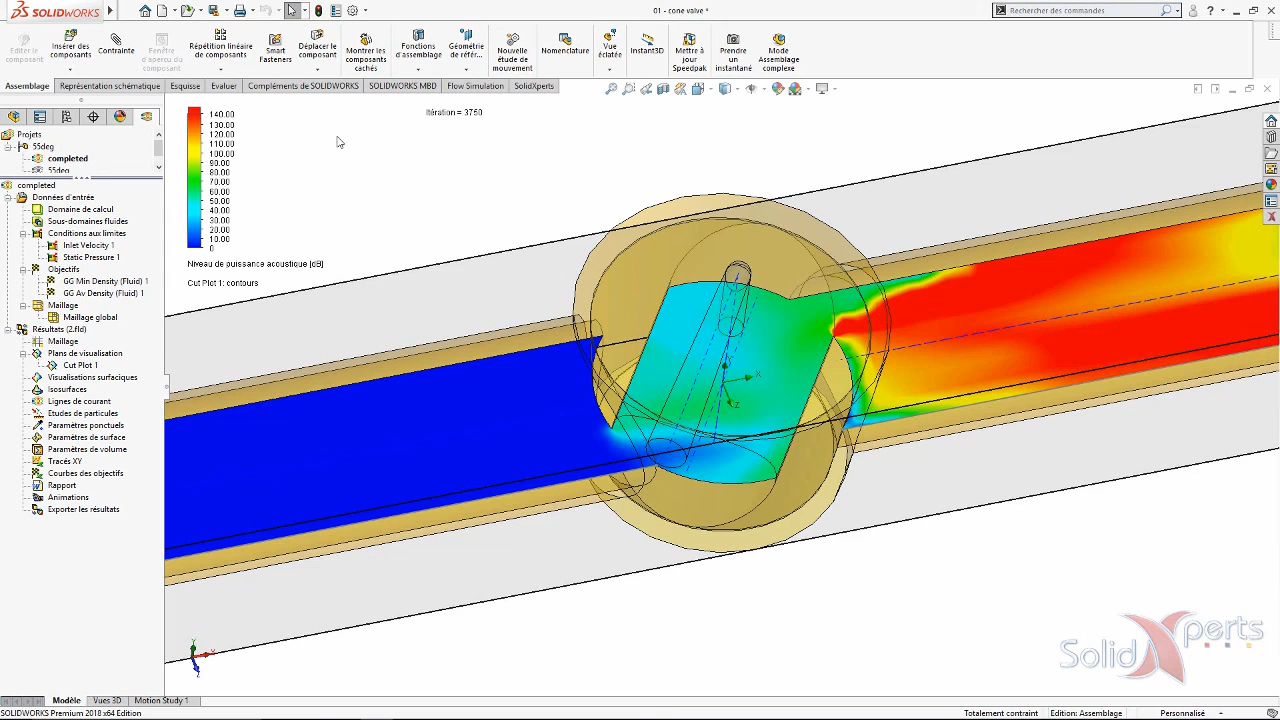 SOLIDWORKS
01 - cone valve *
Rechercher des commandes
Editer le composant
Insérer des composants
Contrainte
Fenêtre d'aperçu du composant
Répétition linéaire de composants
Smart Fasteners
Déplacer le composant
Montrer les composants cachés
Fonctions d'assemblage
Géométrie de référ...
Nouvelle étude de mouvement
Nomenclature
Vue éclatée
Instant3D
Mettre à jour Speedpak
Prendre un instantané
Mode Assemblage complexe
Assemblage
Représentation schématique
Esquisse
Evaluer
Compléments de SOLIDWORKS
SOLIDWORKS MBD
Flow Simulation
SolidXperts
Projets
55deg
completed
55deg
completed
Données d'entrée
Domaine de calcul
Sous-domaines fluides
Conditions aux limites
Inlet Velocity 1
Static Pressure 1
Objectifs
GG Min Density (Fluid) 1
GG Av Density (Fluid) 1
Maillage
Maillage global
Résultats (2.fld)
Maillage
Plans de visualisation
Cut Plot 1
Visualisations surfaciques
Isosurfaces
Lignes de courant
Etudes de particules
Paramètres ponctuels
Paramètres de surface
Paramètres de volume
Tracés XY
Courbes des objectifs
Rapport
Animations
Exporter les résultats
140.00
130.00
120.00
110.00
100.00
90.00
80.00
70.00
60.00
50.00
40.00
30.00
20.00
10.00
0
Niveau de puissance acoustique [dB]
Cut Plot 1: contours
Itération = 3750
X
Z
SolidXperts
Modèle
Vues 3D
Motion Study 1
SOLIDWORKS Premium 2018 x64 Edition
Totalement contraint
Edition: Assemblage
Personnalisé